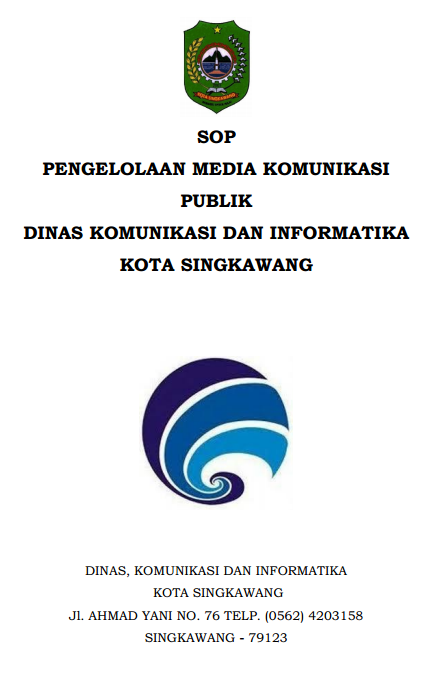 SOP
PENGELOLAAN MEDIA KOMUNIKASI
PUBLIK
DINAS KOMUNIKASI DAN INFORMATIKA
KOTA SINGKAWANG
DINAS, KOMUNIKASI DAN INFORMATIKA
KOTA SINGKAWANG
Jl. AHMAD YANI NO. 76 TELP. (0562) 4203158
SINGKAWANG - 79123